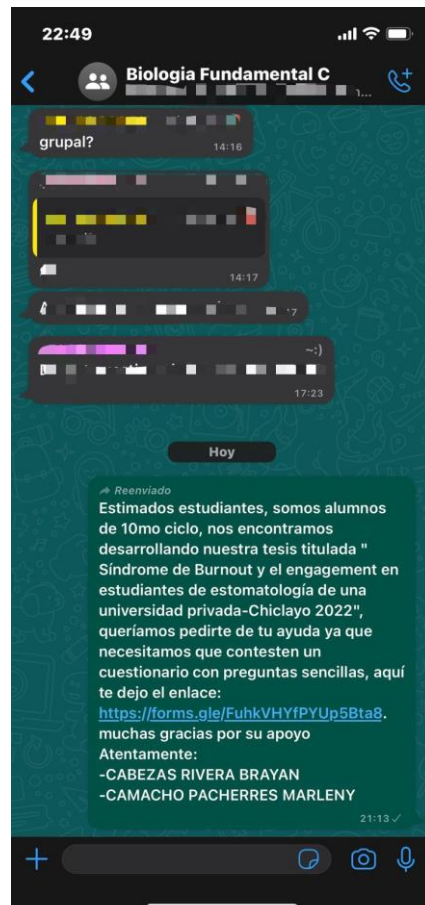 22:49
Biologia Fundamental C
grupal?
14:16
14:17
17
~:)
17:23
Hoy
Reenviado
Estimados estudiantes, somos alumnos
de 10mo ciclo, nos encontramos
desarrollando nuestra tesis titulada "
Síndrome de Burnout y el engagement en
estudiantes de estomatología de una
universidad privada-Chiclayo 2022",
queríamos pedirte de tu ayuda ya que
necesitamos que contesten un
cuestionario con preguntas sencillas, aquí
te dejo el enlace:
https://forms.gle/FuhkVHYfPYUp5Bta8.
muchas gracias por su apoyo
Atentamente:
-CABEZAS RIVERA BRAYAN
-CAMACHO PACHERRES MARLENY
21:13